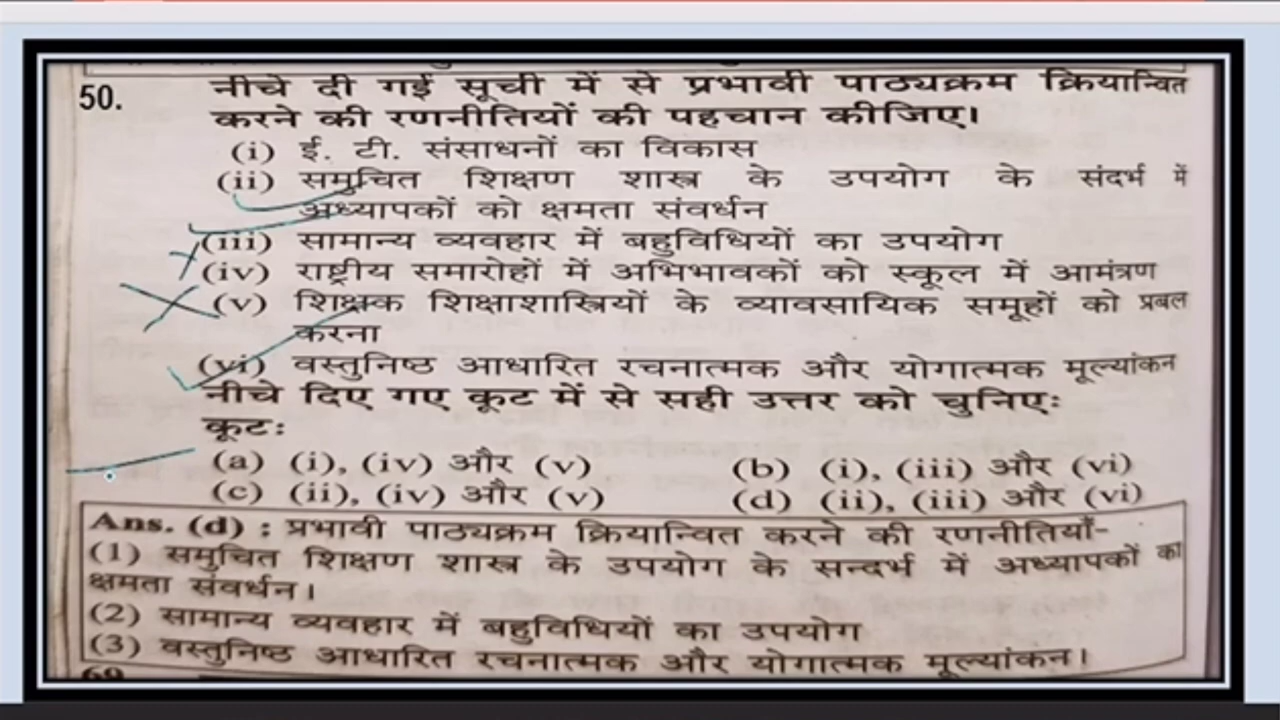 50. नीचे दी गई सूची में से प्रभावी पाठ्यक्रम क्रियान्वित
करने की रणनीतियों की पहचान कीजिए।
(i) ई. टी. संसाधनों का विकास
(ii) समुचित शिक्षण शास्त्र के उपयोग के संदर्भ में
अध्यापकों को क्षमता संवर्धन
(iii) सामान्य व्यवहार में बहुविधियों का उपयोग
(iv) राष्ट्रीय समारोहों में अभिभावकों को स्कूल में आमंत्रण
(v) शिक्षक शिक्षाशास्त्रियों के व्यावसायिक समूहों को प्रबल
करना
(vi) वस्तुनिष्ठ आधारित रचनात्मक और योगात्मक मूल्यांकन
नीचे दिए गए कूट में से सही उत्तर को चुनिएः
कूटः
(a) (i), (iv) और (v) (b) (i), (iii) और (vi)
(c) (ii), (iv) और (v) (d) (ii), (iii) और (vi)
Ans. (d) : प्रभावी पाठ्यक्रम क्रियान्वित करने की रणनीतियाँ-
(1) समुचित शिक्षण शास्त्र के उपयोग के सन्दर्भ में अध्यापकों का
क्षमता संवर्धन।
(2) सामान्य व्यवहार में बहुविधियों का उपयोग
(3) वस्तुनिष्ठ आधारित रचनात्मक और योगात्मक मूल्यांकन।